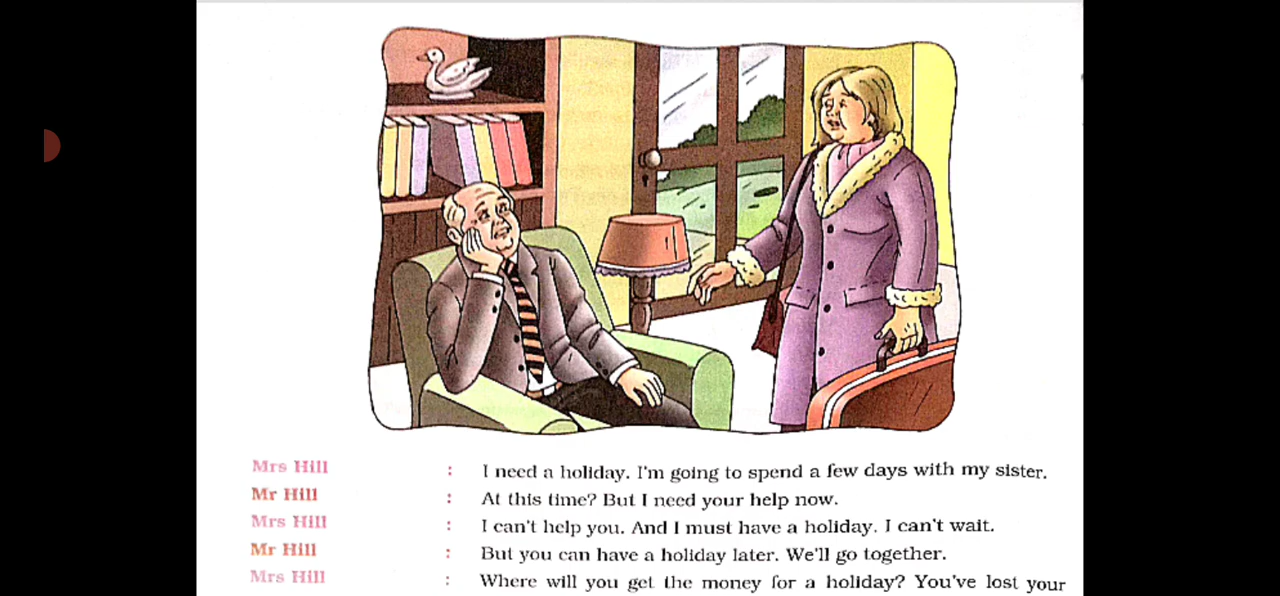 Mrs Hill : I need a holiday. I'm going to spend a few days with my sister.
Mr Hill : At this time? But I need your help now.
Mrs Hill : I can't help you. And I must have a holiday. I can't wait.
Mr Hill : But you can have a holiday later. We'll go together.
Mrs Hill : Where will you get the money for a holiday? You've lost your